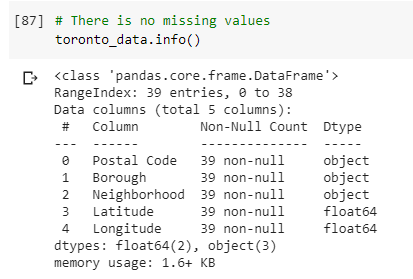 [87] # There is no missing values
toronto_data.info()
<class 'pandas.core.frame.DataFrame'>
RangeIndex: 39 entries, 0 to 38
Data columns (total 5 columns):
 #   Column        Non-Null Count  Dtype
---  ------        --------------  -----
 0   Postal Code   39 non-null     object
 1   Borough       39 non-null     object
 2   Neighborhood  39 non-null     object
 3   Latitude      39 non-null     float64
 4   Longitude     39 non-null     float64
dtypes: float64(2), object(3)
memory usage: 1.6+ KB